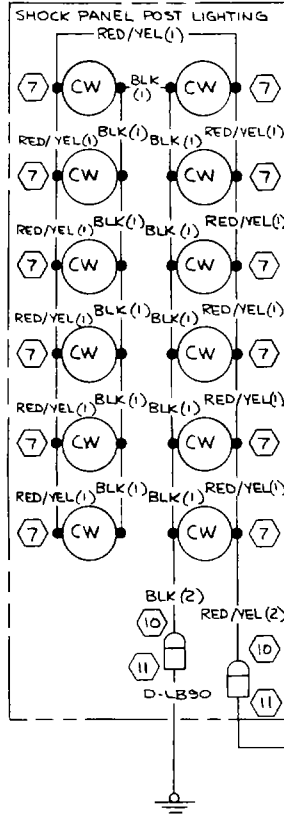 SHOCK PANEL POST LIGHTING
RED/YEL(1)
7 CW BLK (1) CW 7
RED/YEL(1) BLK(1) BLK(1) RED/YEL(1)
7 CW CW 7
RED/YEL(1) BLK(1) BLK(1) RED/YEL(1)
7 CW CW 7
RED/YEL(1) BLK(1) BLK(1) RED/YEL(1)
7 CW CW 7
RED/YEL(1) BLK(1) BLK(1) RED/YEL(1)
7 CW CW 7
RED/YEL(1) BLK(1) BLK(1) RED/YEL(1)
7 CW CW 7
BLK(2) RED/YEL(2)
10 10
11 11
D-LB90